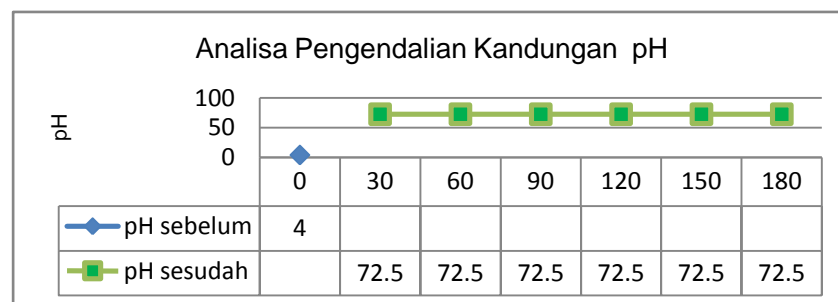 Analisa Pengendalian Kandungan pH
pH
100
50
0
0 30 60 90 120 150 180
pH sebelum 4
pH sesudah 72.5 72.5 72.5 72.5 72.5 72.5